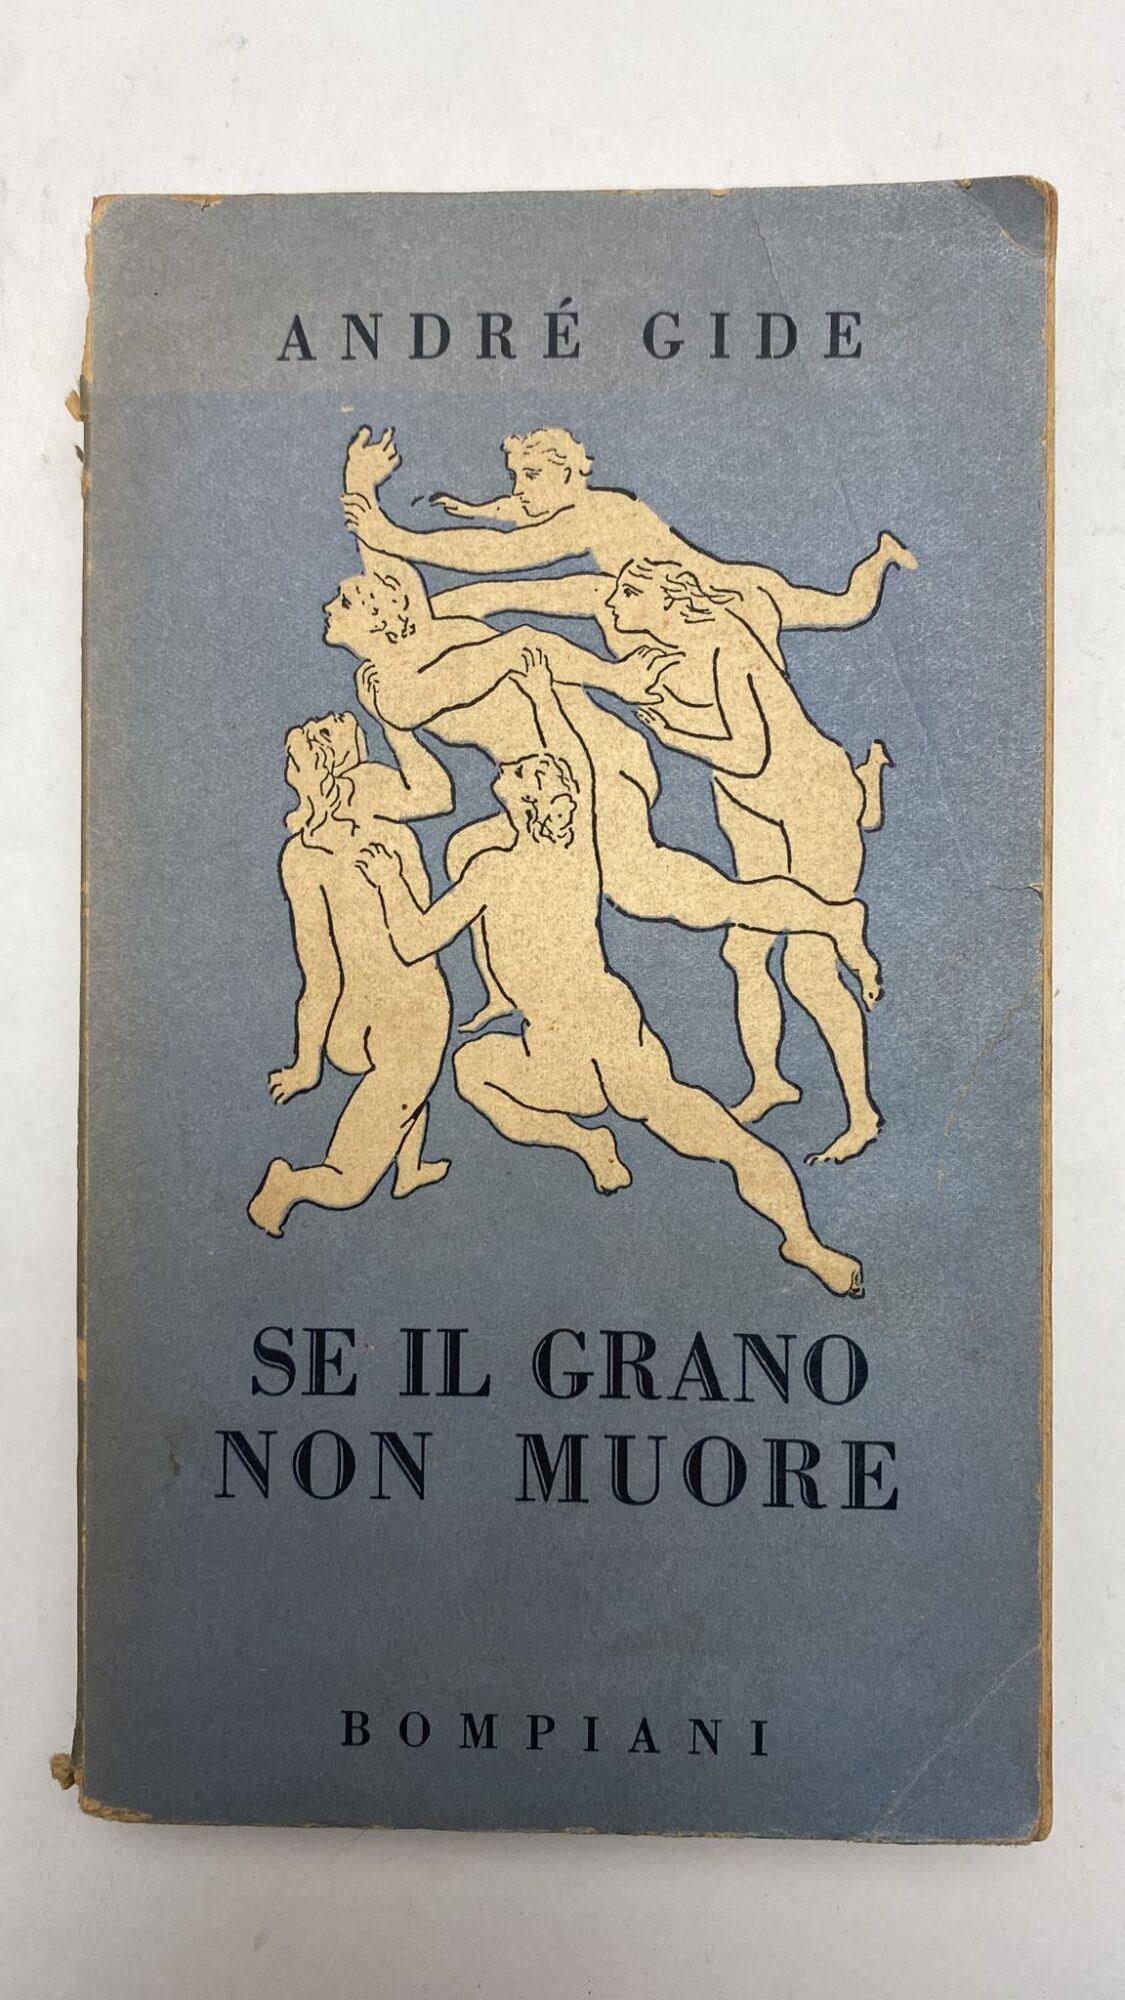 ANDRÉ GIDE
SE IL GRANO
NON MUORE
BOMPIANI